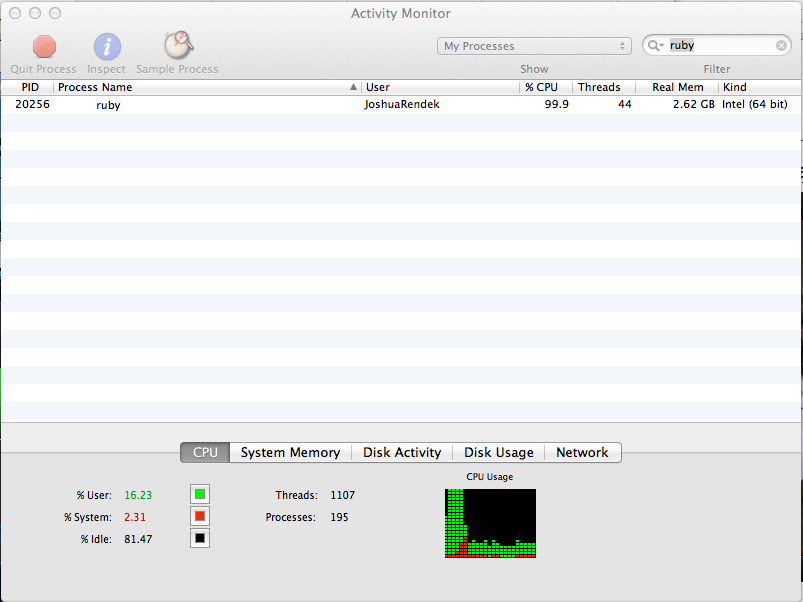 Activity Monitor
Quit Process Inspect Sample Process My Processes ruby
Show Filter
PID Process Name User % CPU Threads Real Mem Kind
20256 ruby JoshuaRendek 99.9 44 2.62 GB Intel (64 bit)
CPU System Memory Disk Activity Disk Usage Network
CPU Usage
% User: 16.23 Threads: 1107
% System: 2.31 Processes: 195
% Idle: 81.47